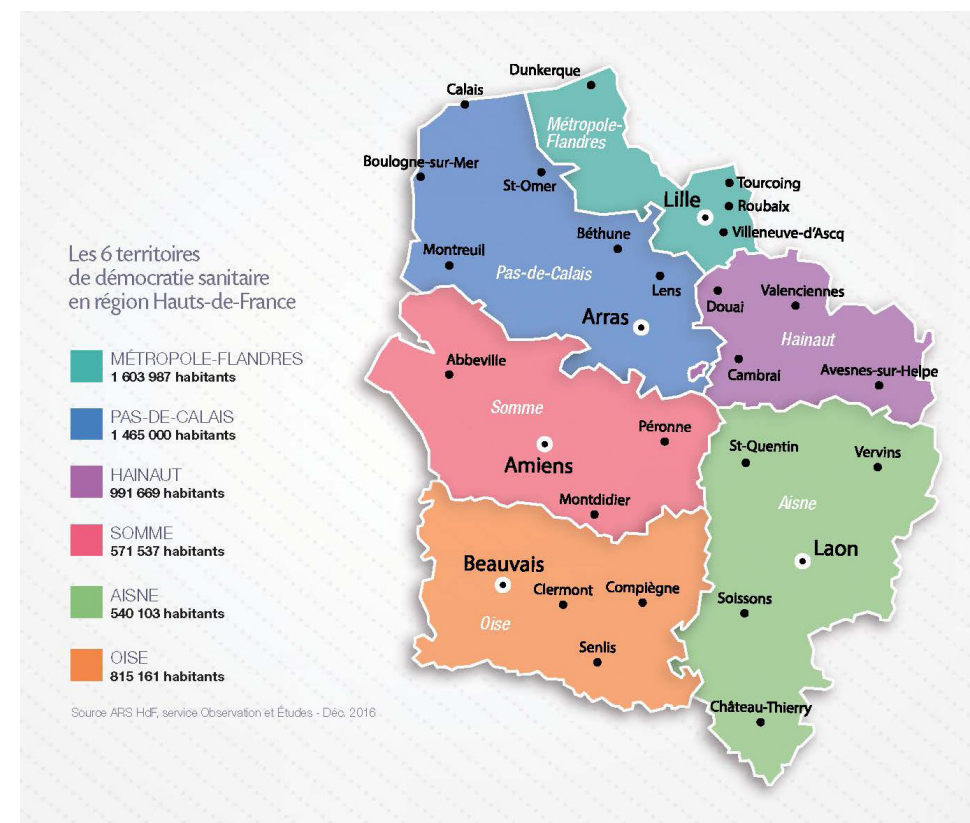 Les 6 territoires
de démocratie sanitaire
en région Hauts-de-France
MÉTROPOLE-FLANDRES
1 603 987 habitants
PAS-DE-CALAIS
1 465 000 habitants
HAINAUT
991 669 habitants
SOMME
571 537 habitants
AISNE
540 103 habitants
OISE
815 161 habitants
Source ARS HdF, service Observation et Études - Déc. 2016
Dunkerque
Calais
Métropole-
Flandres
Boulogne-sur-Mer
St-Omer
Tourcoing
Lille
Roubaix
Villeneuve-d'Ascq
Béthune
Montreuil
Pas-de-Calais
Lens
Douai
Valenciennes
Arras
Hainaut
Abbeville
Cambrai
Avesnes-sur-Helpe
Somme
Péronne
St-Quentin
Vervins
Amiens
Montdidier
Aisne
Laon
Beauvais
Clermont
Compiègne
Soissons
Oise
Senlis
Château-Thierry